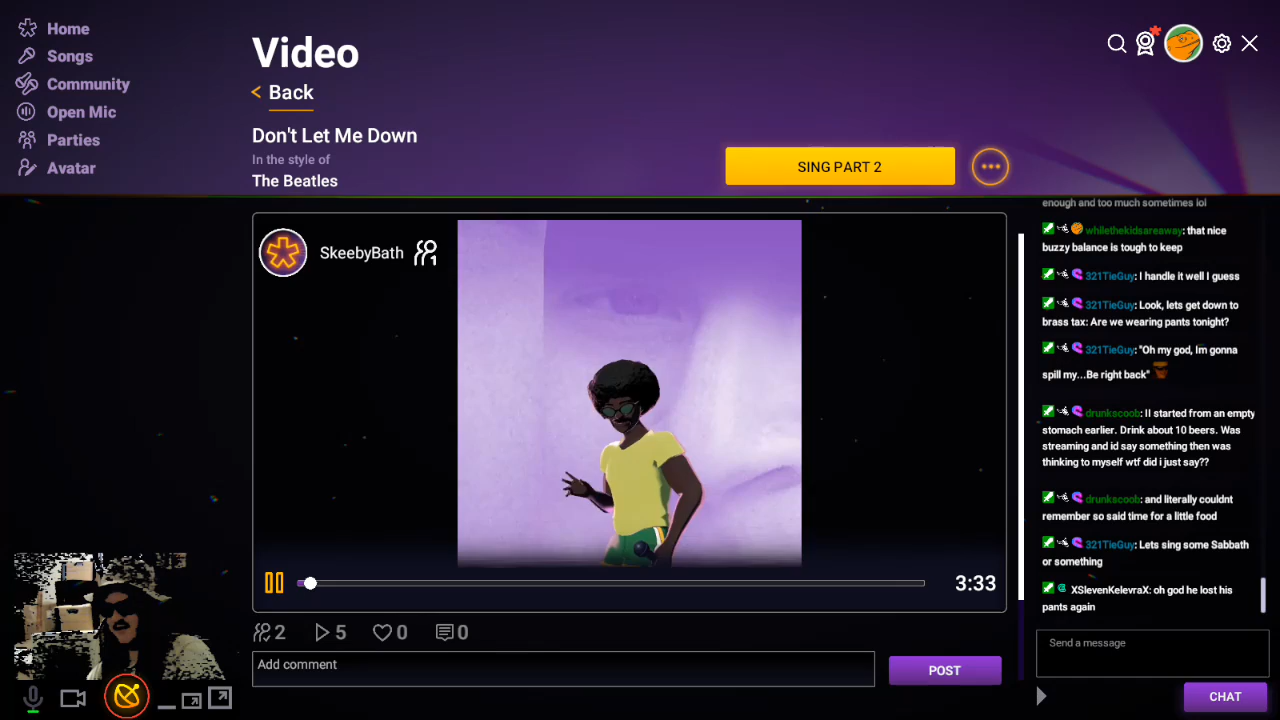 Home
Songs
Community
Open Mic
Parties
Avatar
Video
< Back
Don't Let Me Down
In the style of
The Beatles
SING PART 2
SkeebyBath
3:33
2
5
0
0
Add comment
POST
enough and too much sometimes lol
whilethekidsareaway: that nice
buzzy balance is tough to keep
321TieGuy: I handle it well I guess
321TieGuy: Look, lets get down to
brass tax: Are we wearing pants tonight?
321TieGuy: "Oh my god, Im gonna
spill my...Be right back"
drunkscoob: II started from an empty
stomach earlier. Drink about 10 beers. Was
streaming and id say something then was
thinking to myself wtf did i just say??
drunkscoob: and literally couldnt
remember so said time for a little food
321TieGuy: Lets sing some Sabbath
or something
XSlevenKelevraX: oh god he lost his
pants again
Send a message
CHAT